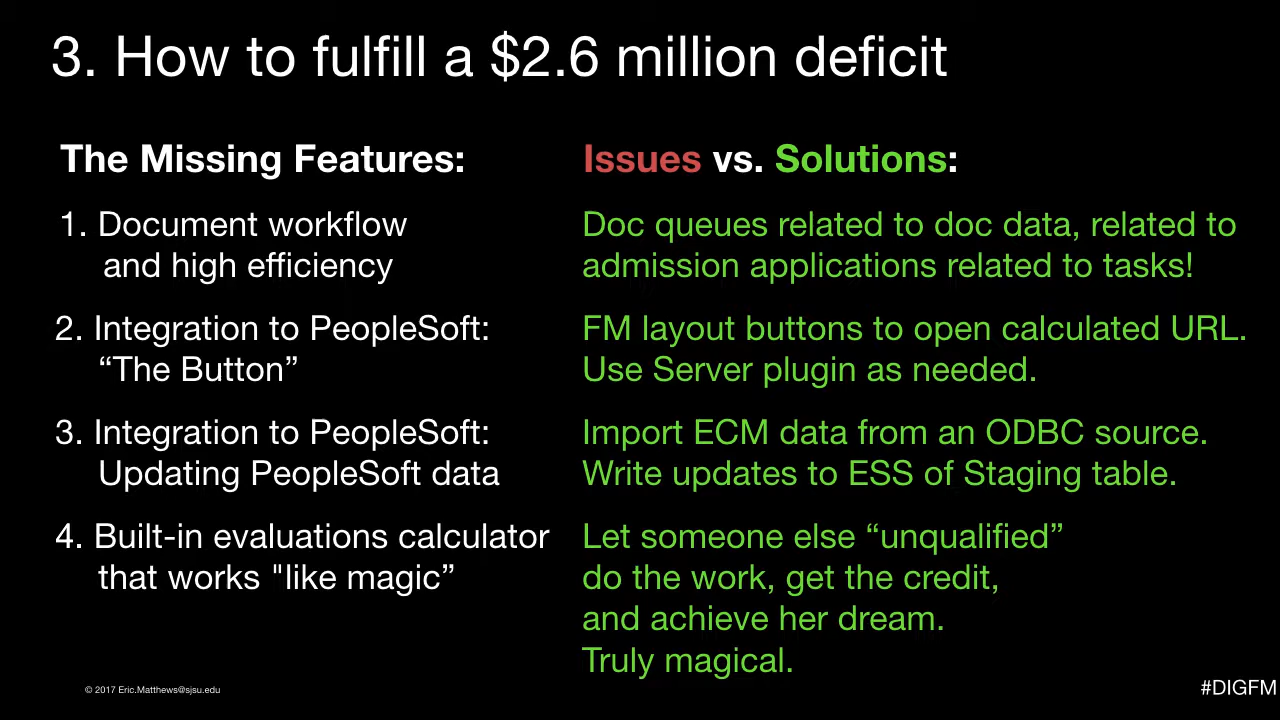 3. How to fulfill a $2.6 million deficit
The Missing Features:
1. Document workflow
and high efficiency
2. Integration to PeopleSoft:
“The Button”
3. Integration to PeopleSoft:
Updating PeopleSoft data
4. Built-in evaluations calculator
that works "like magic”
Issues vs. Solutions:
Doc queues related to doc data, related to
admission applications related to tasks!
FM layout buttons to open calculated URL.
Use Server plugin as needed.
Import ECM data from an ODBC source.
Write updates to ESS of Staging table.
Let someone else “unqualified”
do the work, get the credit,
and achieve her dream.
Truly magical.
© 2017 Eric.Matthews@sjsu.edu
#DIGFM